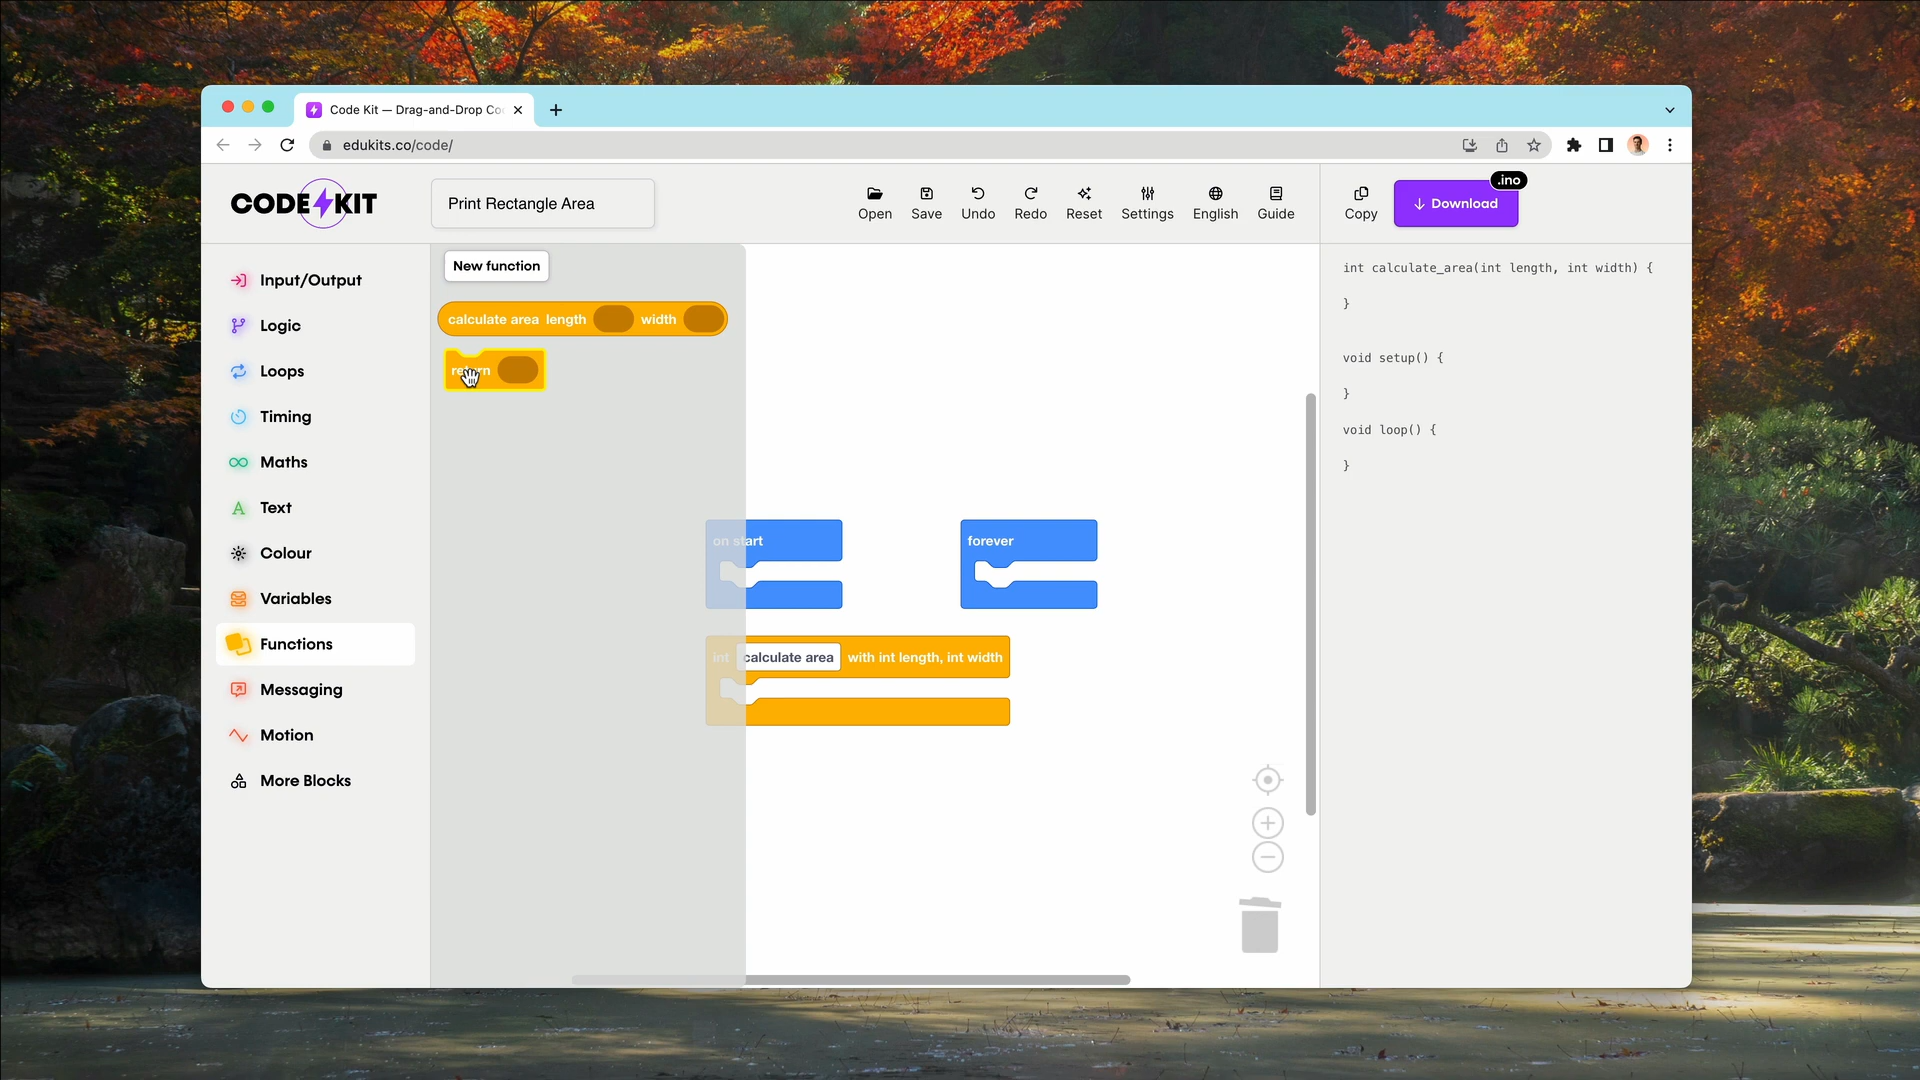 Code Kit — Drag-and-Drop Co
edukits.co/code/
CODE KIT
Print Rectangle Area
Open
Save
Undo
Redo
Reset
Settings
English
Guide
Copy
Download
.ino
Input/Output
Logic
Loops
Timing
Maths
Text
Colour
Variables
Functions
Messaging
Motion
More Blocks
New function
calculate area length width
return
on start
forever
int calculate area with int length, int width
int calculate_area(int length, int width) {
}
void setup() {
}
void loop() {
}